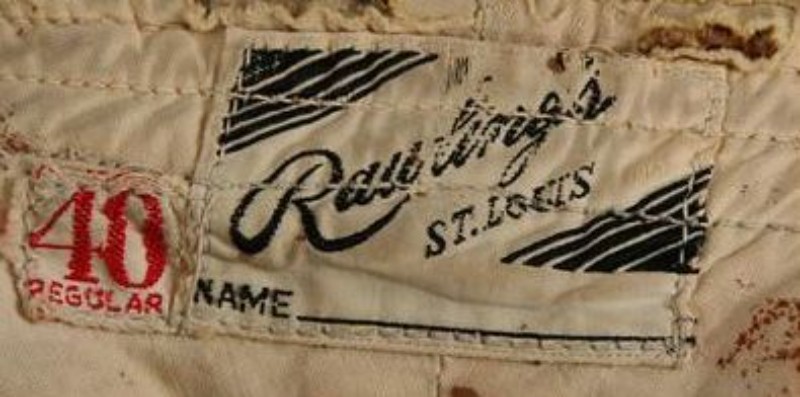 Rawlings
ST. LOUIS
40
REGULAR
NAME